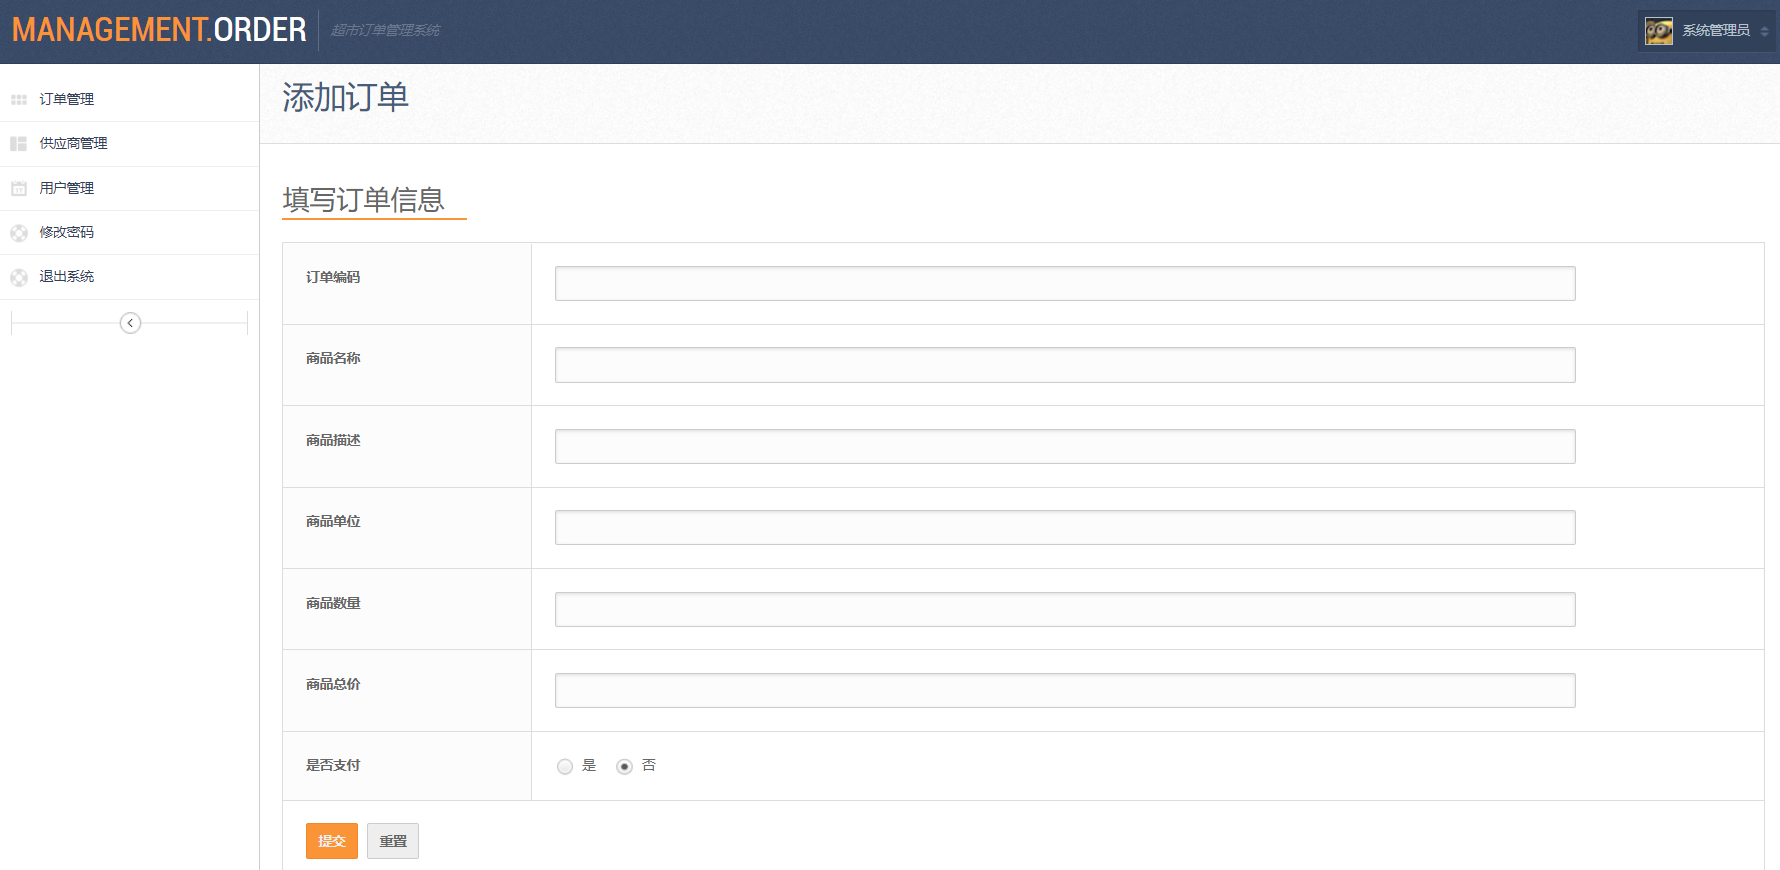 MANAGEMENT.ORDER 超市订单管理系统 系统管理员
订单管理
供应商管理
用户管理
修改密码
退出系统
添加订单
填写订单信息
订单编码
商品名称
商品描述
商品单位
商品数量
商品总价
是否支付 是 否
提交 重置